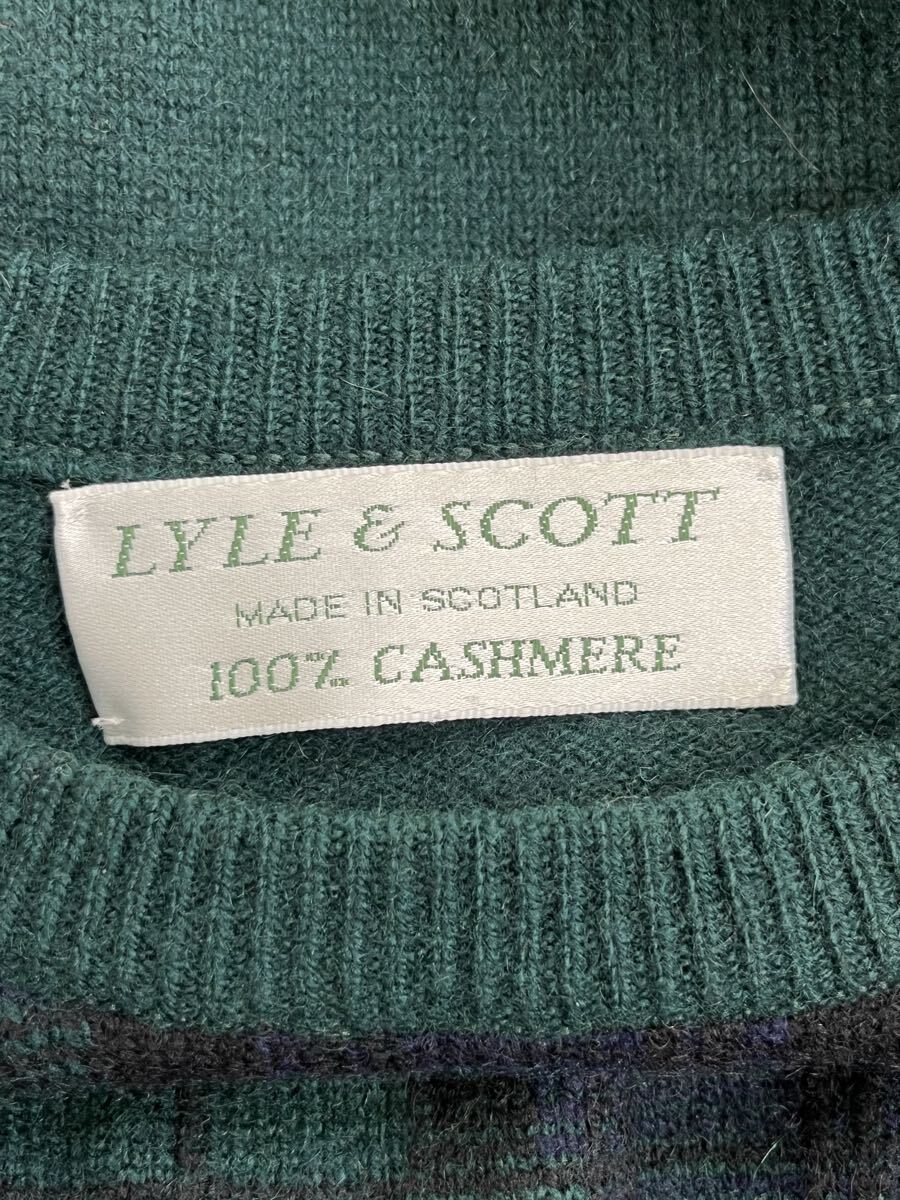 LYLE & SCOTT
MADE IN SCOTLAND
100% CASHMERE